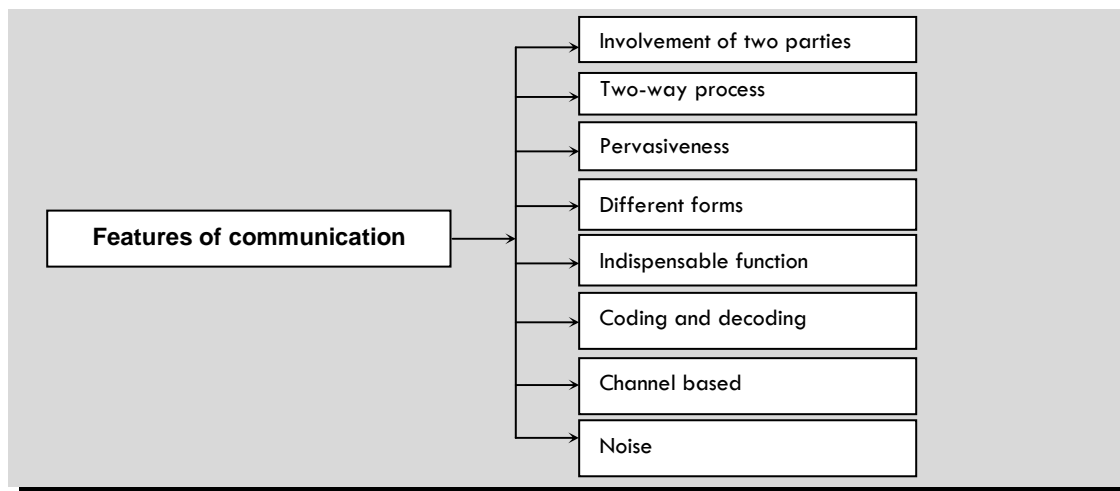 Features of communication
Involvement of two parties
Two-way process
Pervasiveness
Different forms
Indispensable function
Coding and decoding
Channel based
Noise